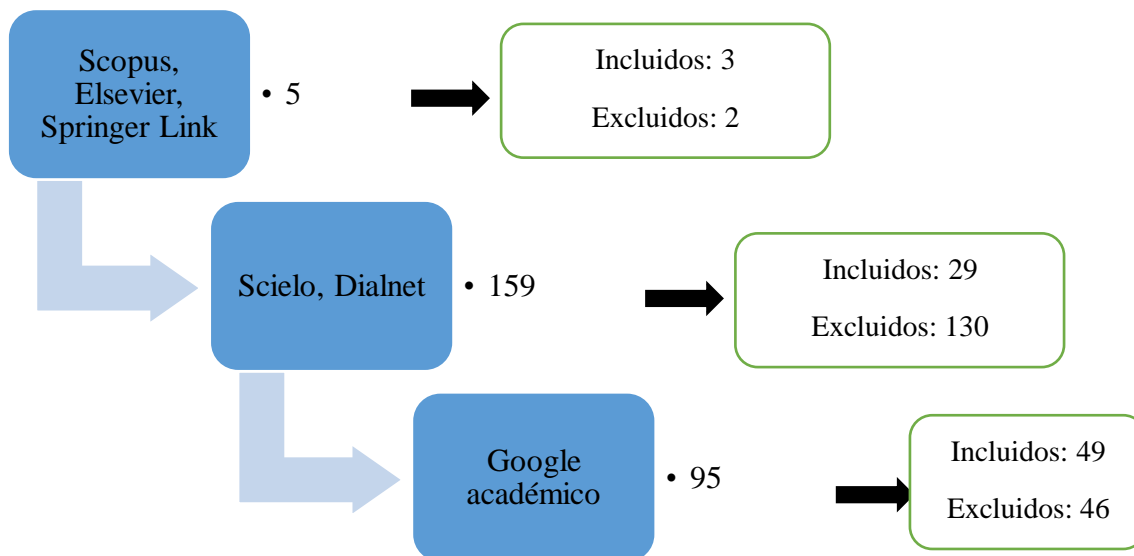 Scopus,
Elsevier,
Springer Link
• 5
Incluidos: 3
Excluidos: 2
Scielo, Dialnet
• 159
Incluidos: 29
Excluidos: 130
Google
académico
• 95
Incluidos: 49
Excluidos: 46